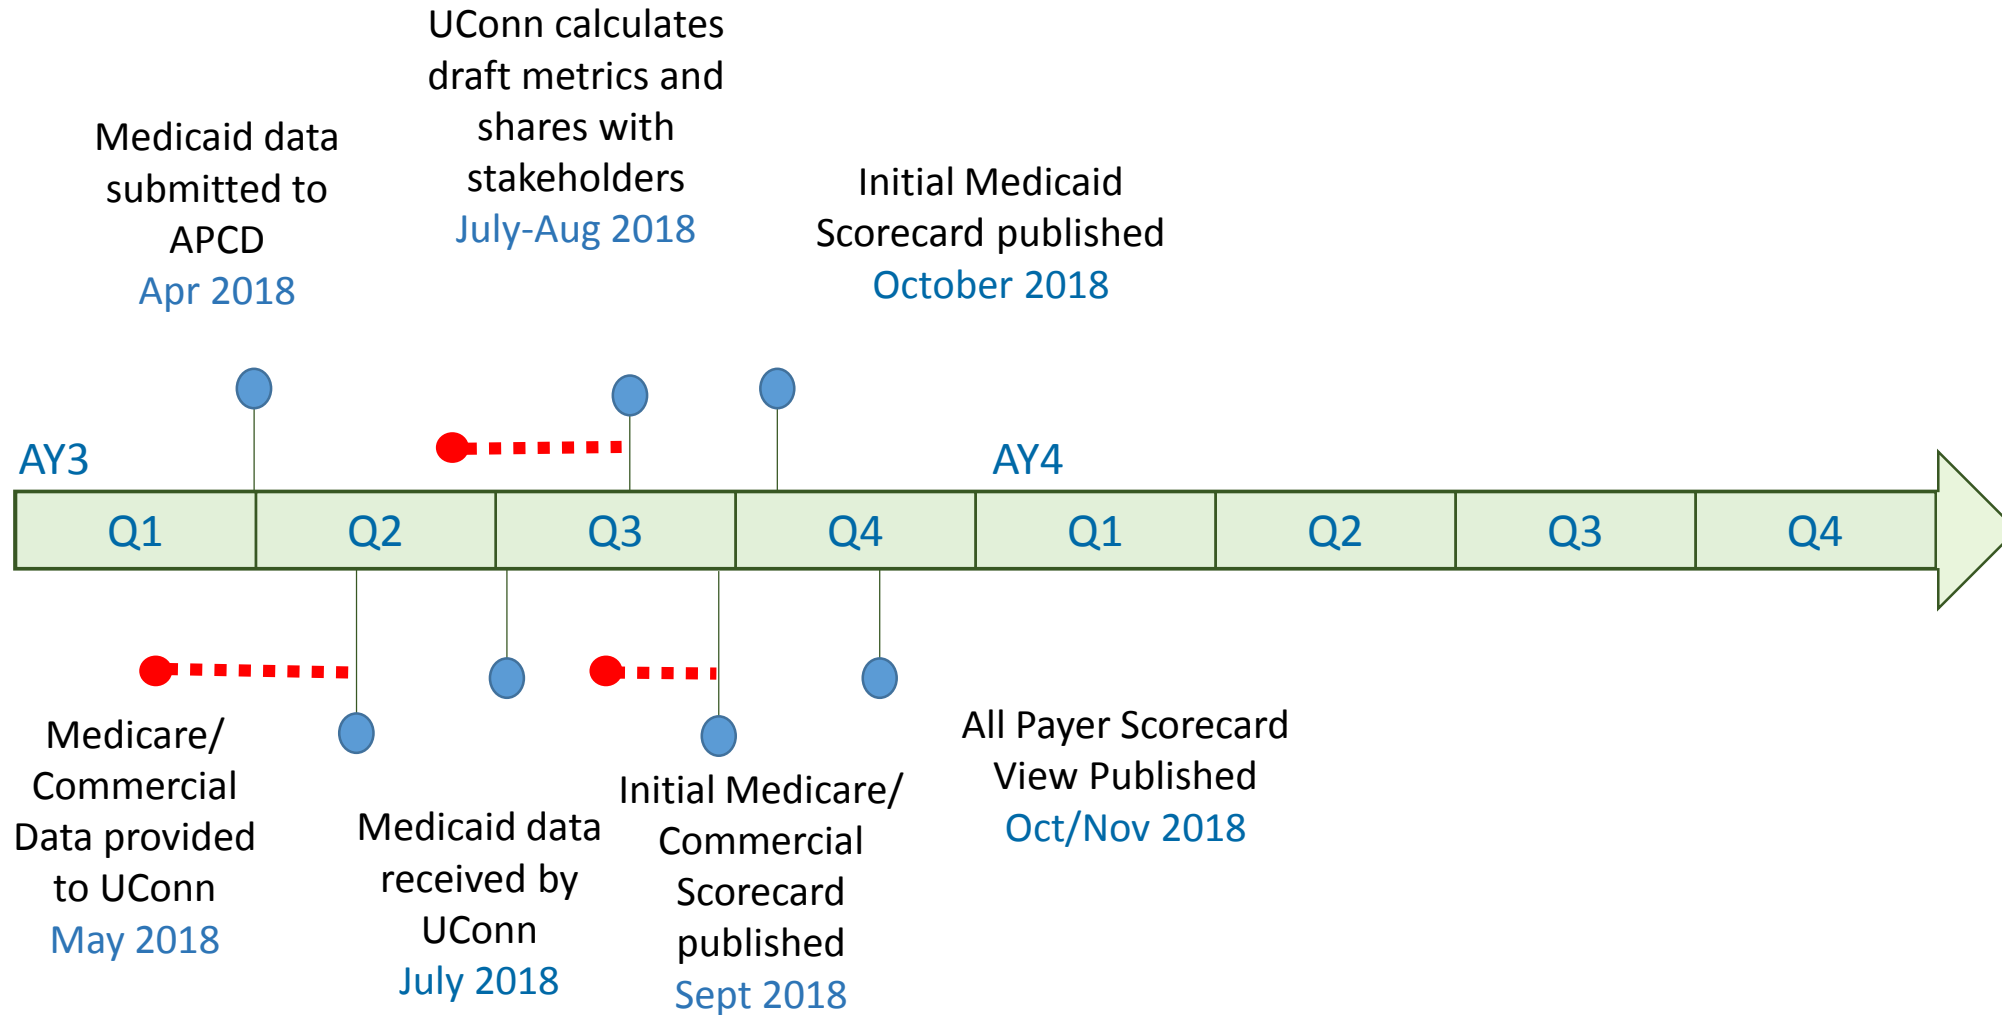 Medicaid data
submitted to
APCD
Apr 2018
UConn calculates
draft metrics and
shares with
stakeholders
July-Aug 2018
Initial Medicaid
Scorecard published
October 2018
AY3
AY4
Q1
Q2
Q3
Q4
Q1
Q2
Q3
Q4
Medicare/
Commercial
Data provided
to UConn
May 2018
Medicaid data
received by
UConn
July 2018
Initial Medicare/
Commercial
Scorecard
published
Sept 2018
All Payer Scorecard
View Published
Oct/Nov 2018